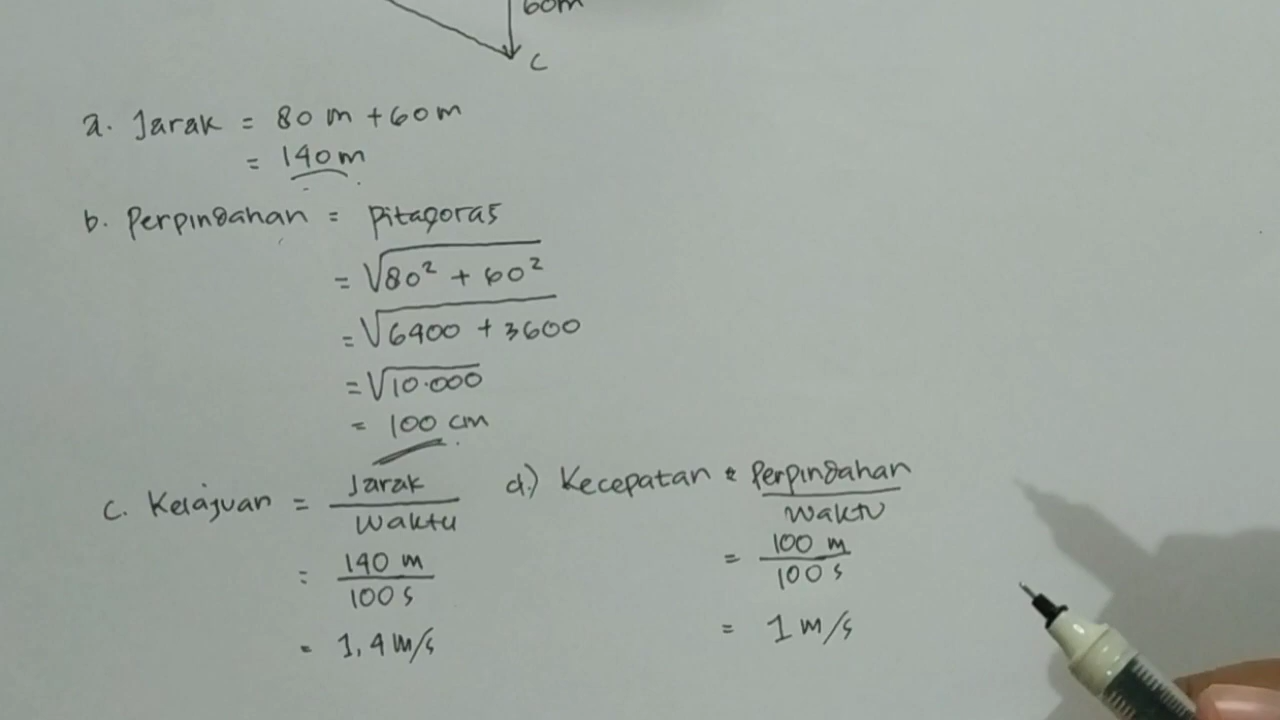 60m
C
a. Jarak = 80 m + 60 m
= 140 m
b. Perpindahan = pitagoras
= √80² + 60²
= √6400 + 3600
= √10.000
= 100 cm
c. Kelajuan = Jarak / Waktu
= 140 m / 100 s
= 1,4 m/s
d.) Kecepatan = Perpindahan / Waktu
= 100 m / 100 s
= 1 m/s